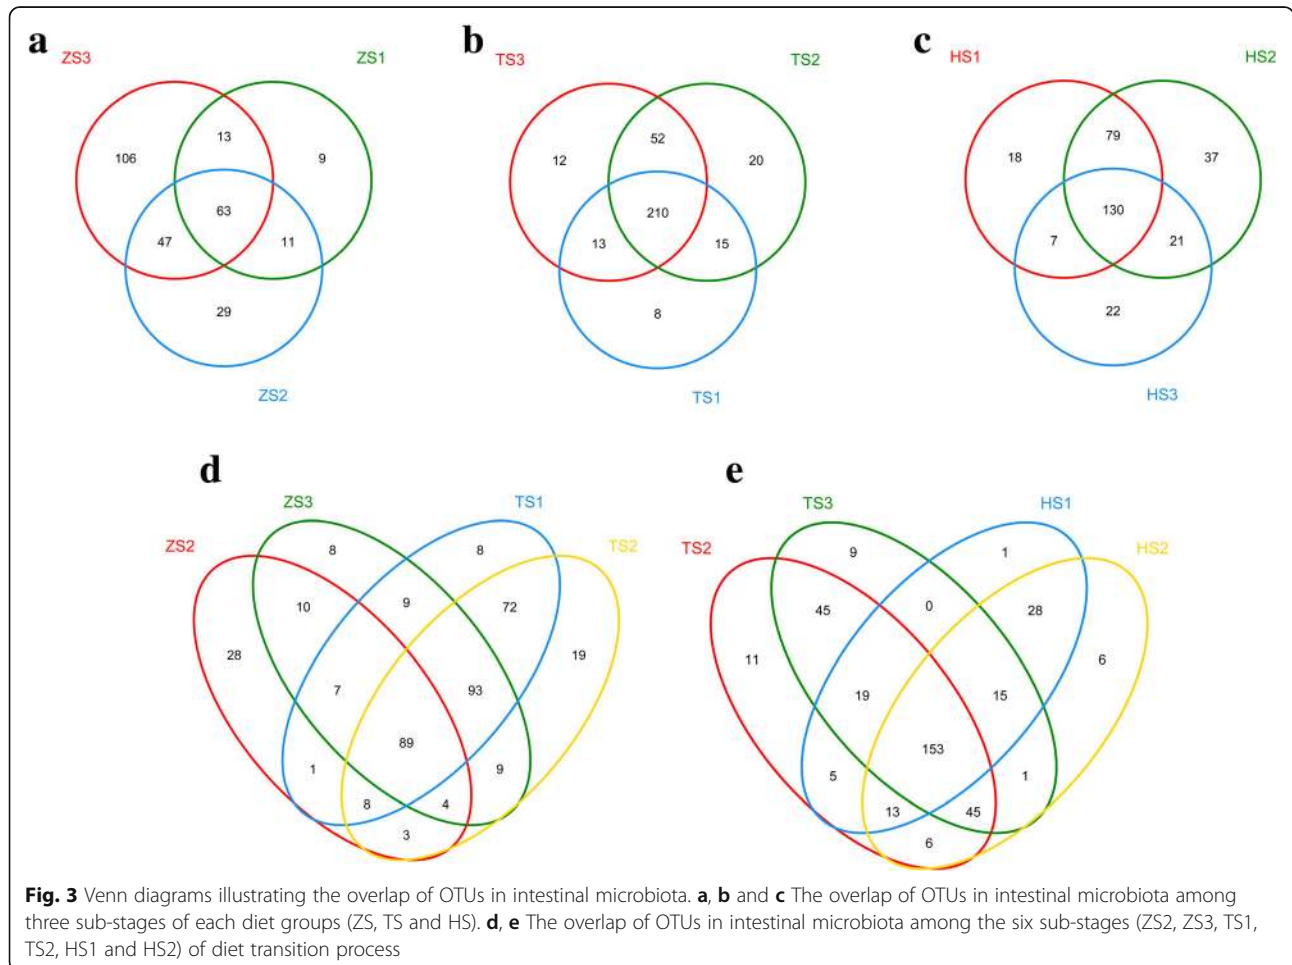 a
b
c
ZS3
ZS1
TS3
TS2
HS1
HS2
13
106
9
63
47
11
29
ZS2
52
12
20
210
13
15
8
TS1
79
18
37
130
7
21
22
HS3
d
e
ZS3
TS1
ZS2
TS2
8
8
10
9
72
28
19
7
93
89
1
9
8
4
3
TS3
HS1
TS2
HS2
9
1
45
0
28
11
6
19
15
153
5
1
13
45
6
Fig. 3 Venn diagrams illustrating the overlap of OTUs in intestinal microbiota. a, b and c The overlap of OTUs in intestinal microbiota among
three sub-stages of each diet groups (ZS, TS and HS). d, e The overlap of OTUs in intestinal microbiota among the six sub-stages (ZS2, ZS3, TS1,
TS2, HS1 and HS2) of diet transition process